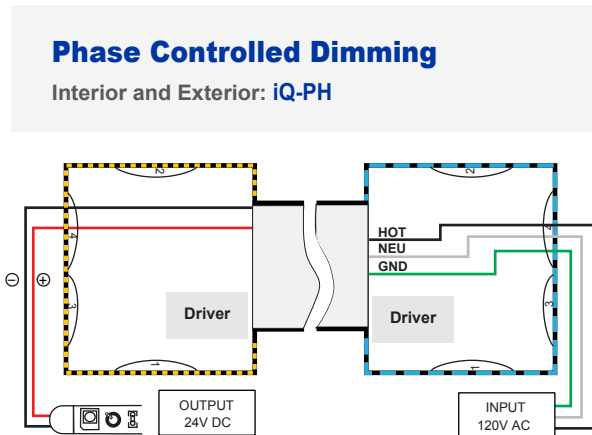 Phase Controlled Dimming
Interior and Exterior: iQ-PH
2
2
HOT
NEU
GND
4
4
3
3
Driver
Driver
1
1
OUTPUT
24V DC
INPUT
120V AC